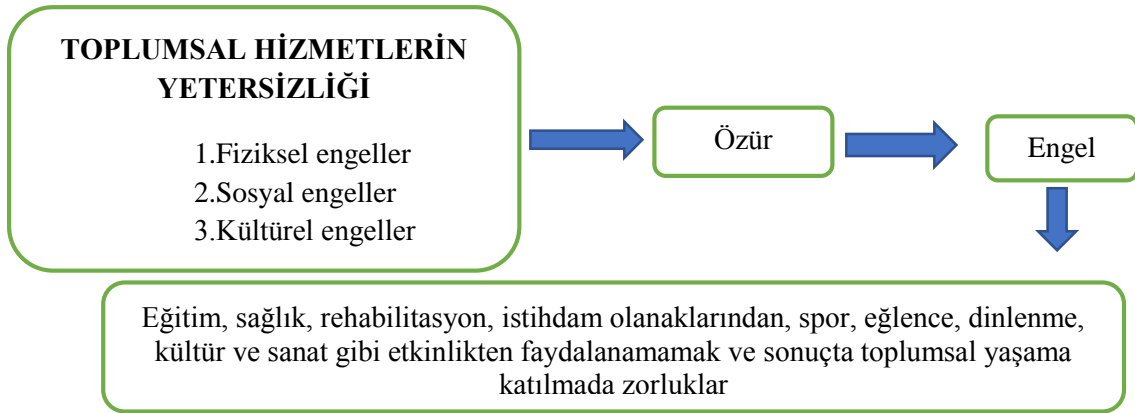 TOPLUMSAL HİZMETLERİN
YETERSİZLİĞİ
1.Fiziksel engeller
2.Sosyal engeller
3.Kültürel engeller
Özür
Engel
Eğitim, sağlık, rehabilitasyon, istihdam olanaklarından, spor, eğlence, dinlenme,
kültür ve sanat gibi etkinlikten faydalanamamak ve sonuçta toplumsal yaşama
katılmada zorluklar